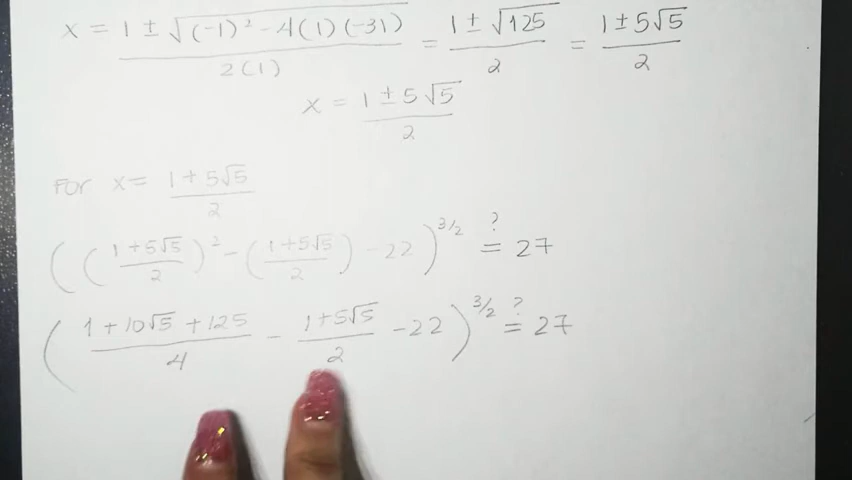 x = 1 ± √((-1)² - 4(1)(-31)) / 2(1) = 1 ± √125 / 2 = 1 ± 5√5 / 2
x = 1 ± 5√5 / 2
For x = 1 + 5√5 / 2
((1 + 5√5 / 2)² - (1 + 5√5 / 2) - 22)^3/2 ?= 27
(1 + 10√5 + 125 / 4 - 1 + 5√5 / 2 - 22)^3/2 ?= 27